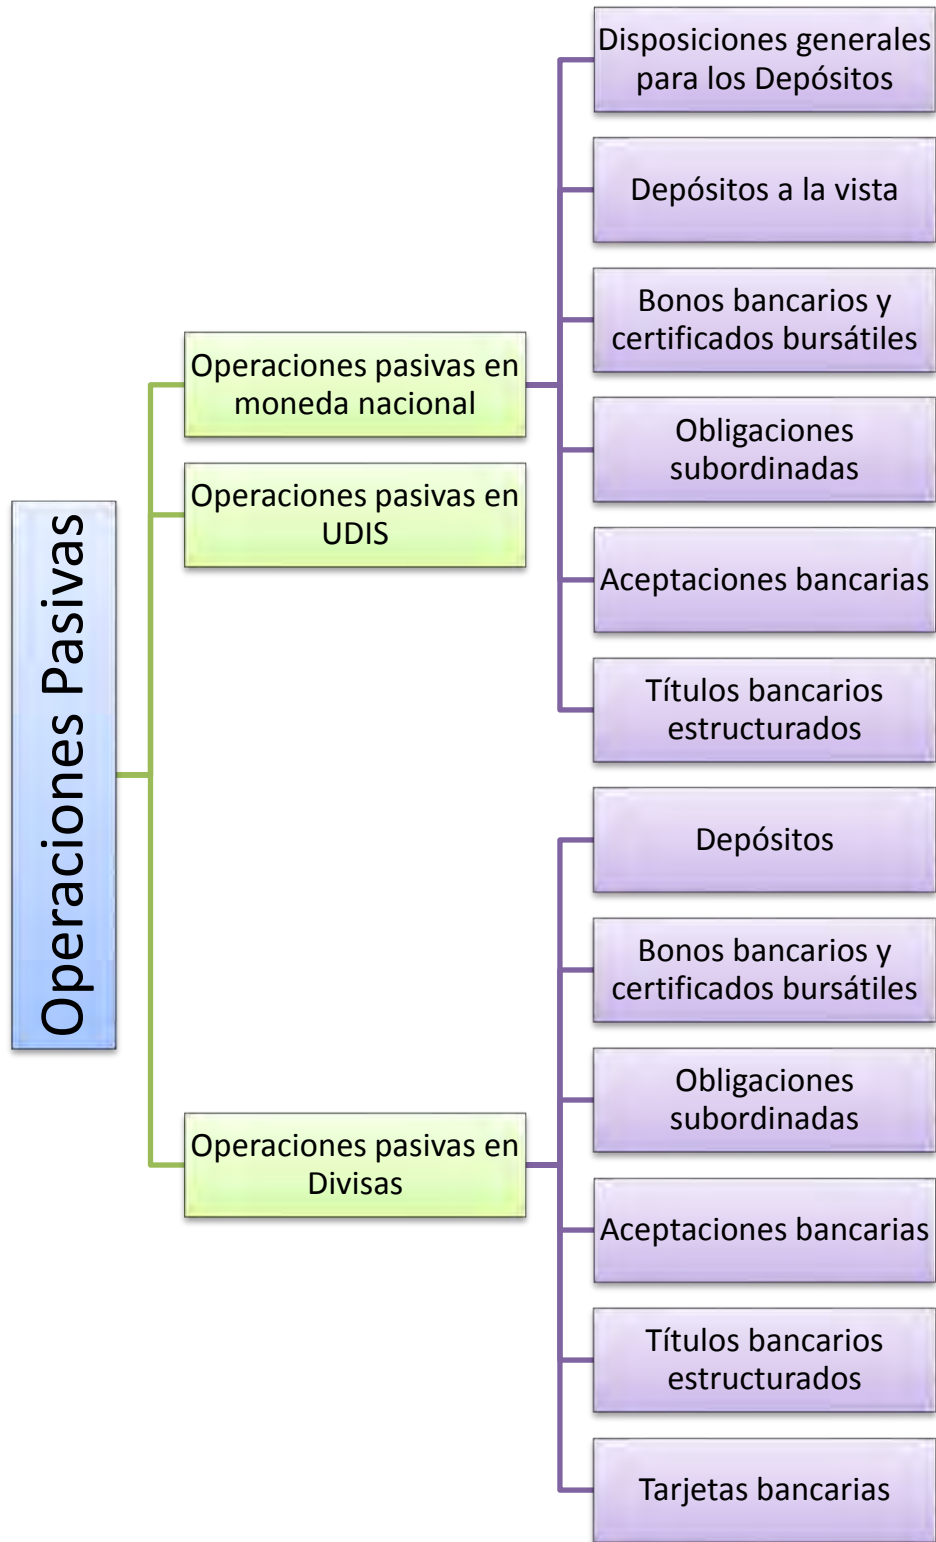 Operaciones Pasivas
Operaciones pasivas en
moneda nacional
Disposiciones generales
para los Depósitos
Depósitos a la vista
Bonos bancarios y
certificados bursátiles
Obligaciones
subordinadas
Aceptaciones bancarias
Títulos bancarios
estructurados
Operaciones pasivas en
UDIS
Operaciones pasivas en
Divisas
Depósitos
Bonos bancarios y
certificados bursátiles
Obligaciones
subordinadas
Aceptaciones bancarias
Títulos bancarios
estructurados
Tarjetas bancarias